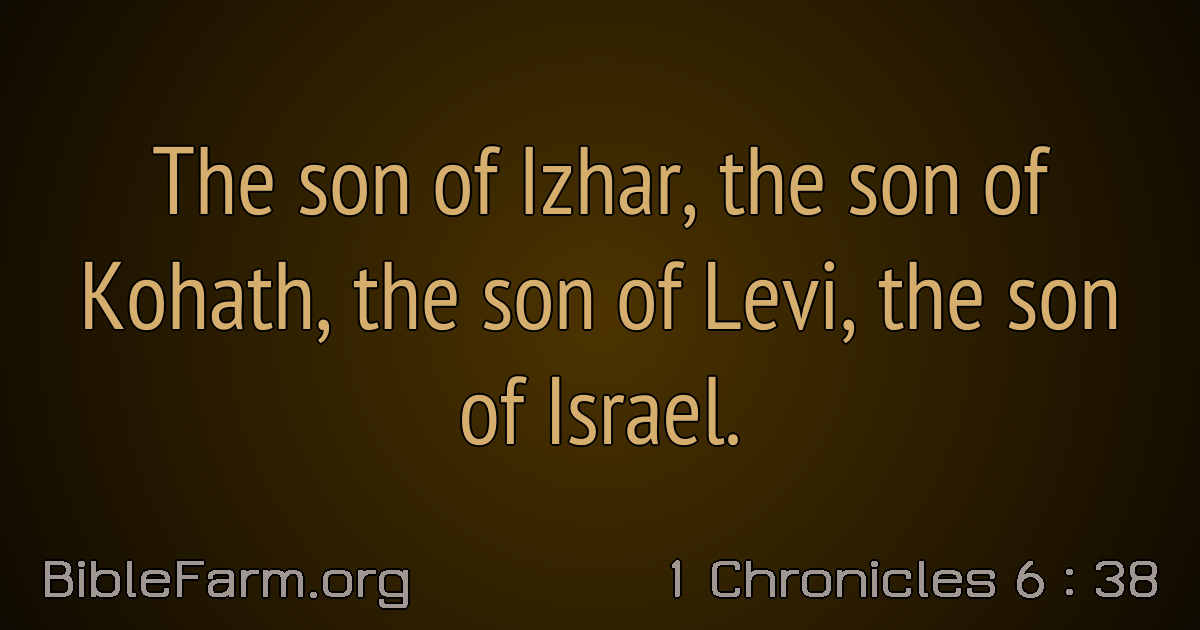 The son of Izhar, the son of
Kohath, the son of Levi, the son
of Israel.
BibleFarm.org
1 Chronicles 6 : 38